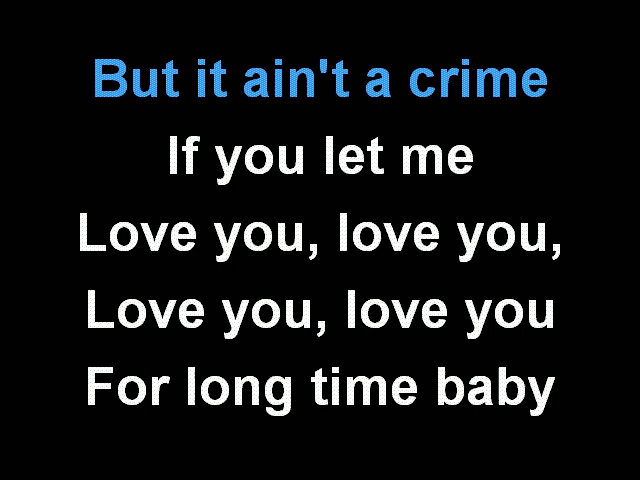 But it ain't a crime
If you let me
Love you, love you,
Love you, love you
For long time baby